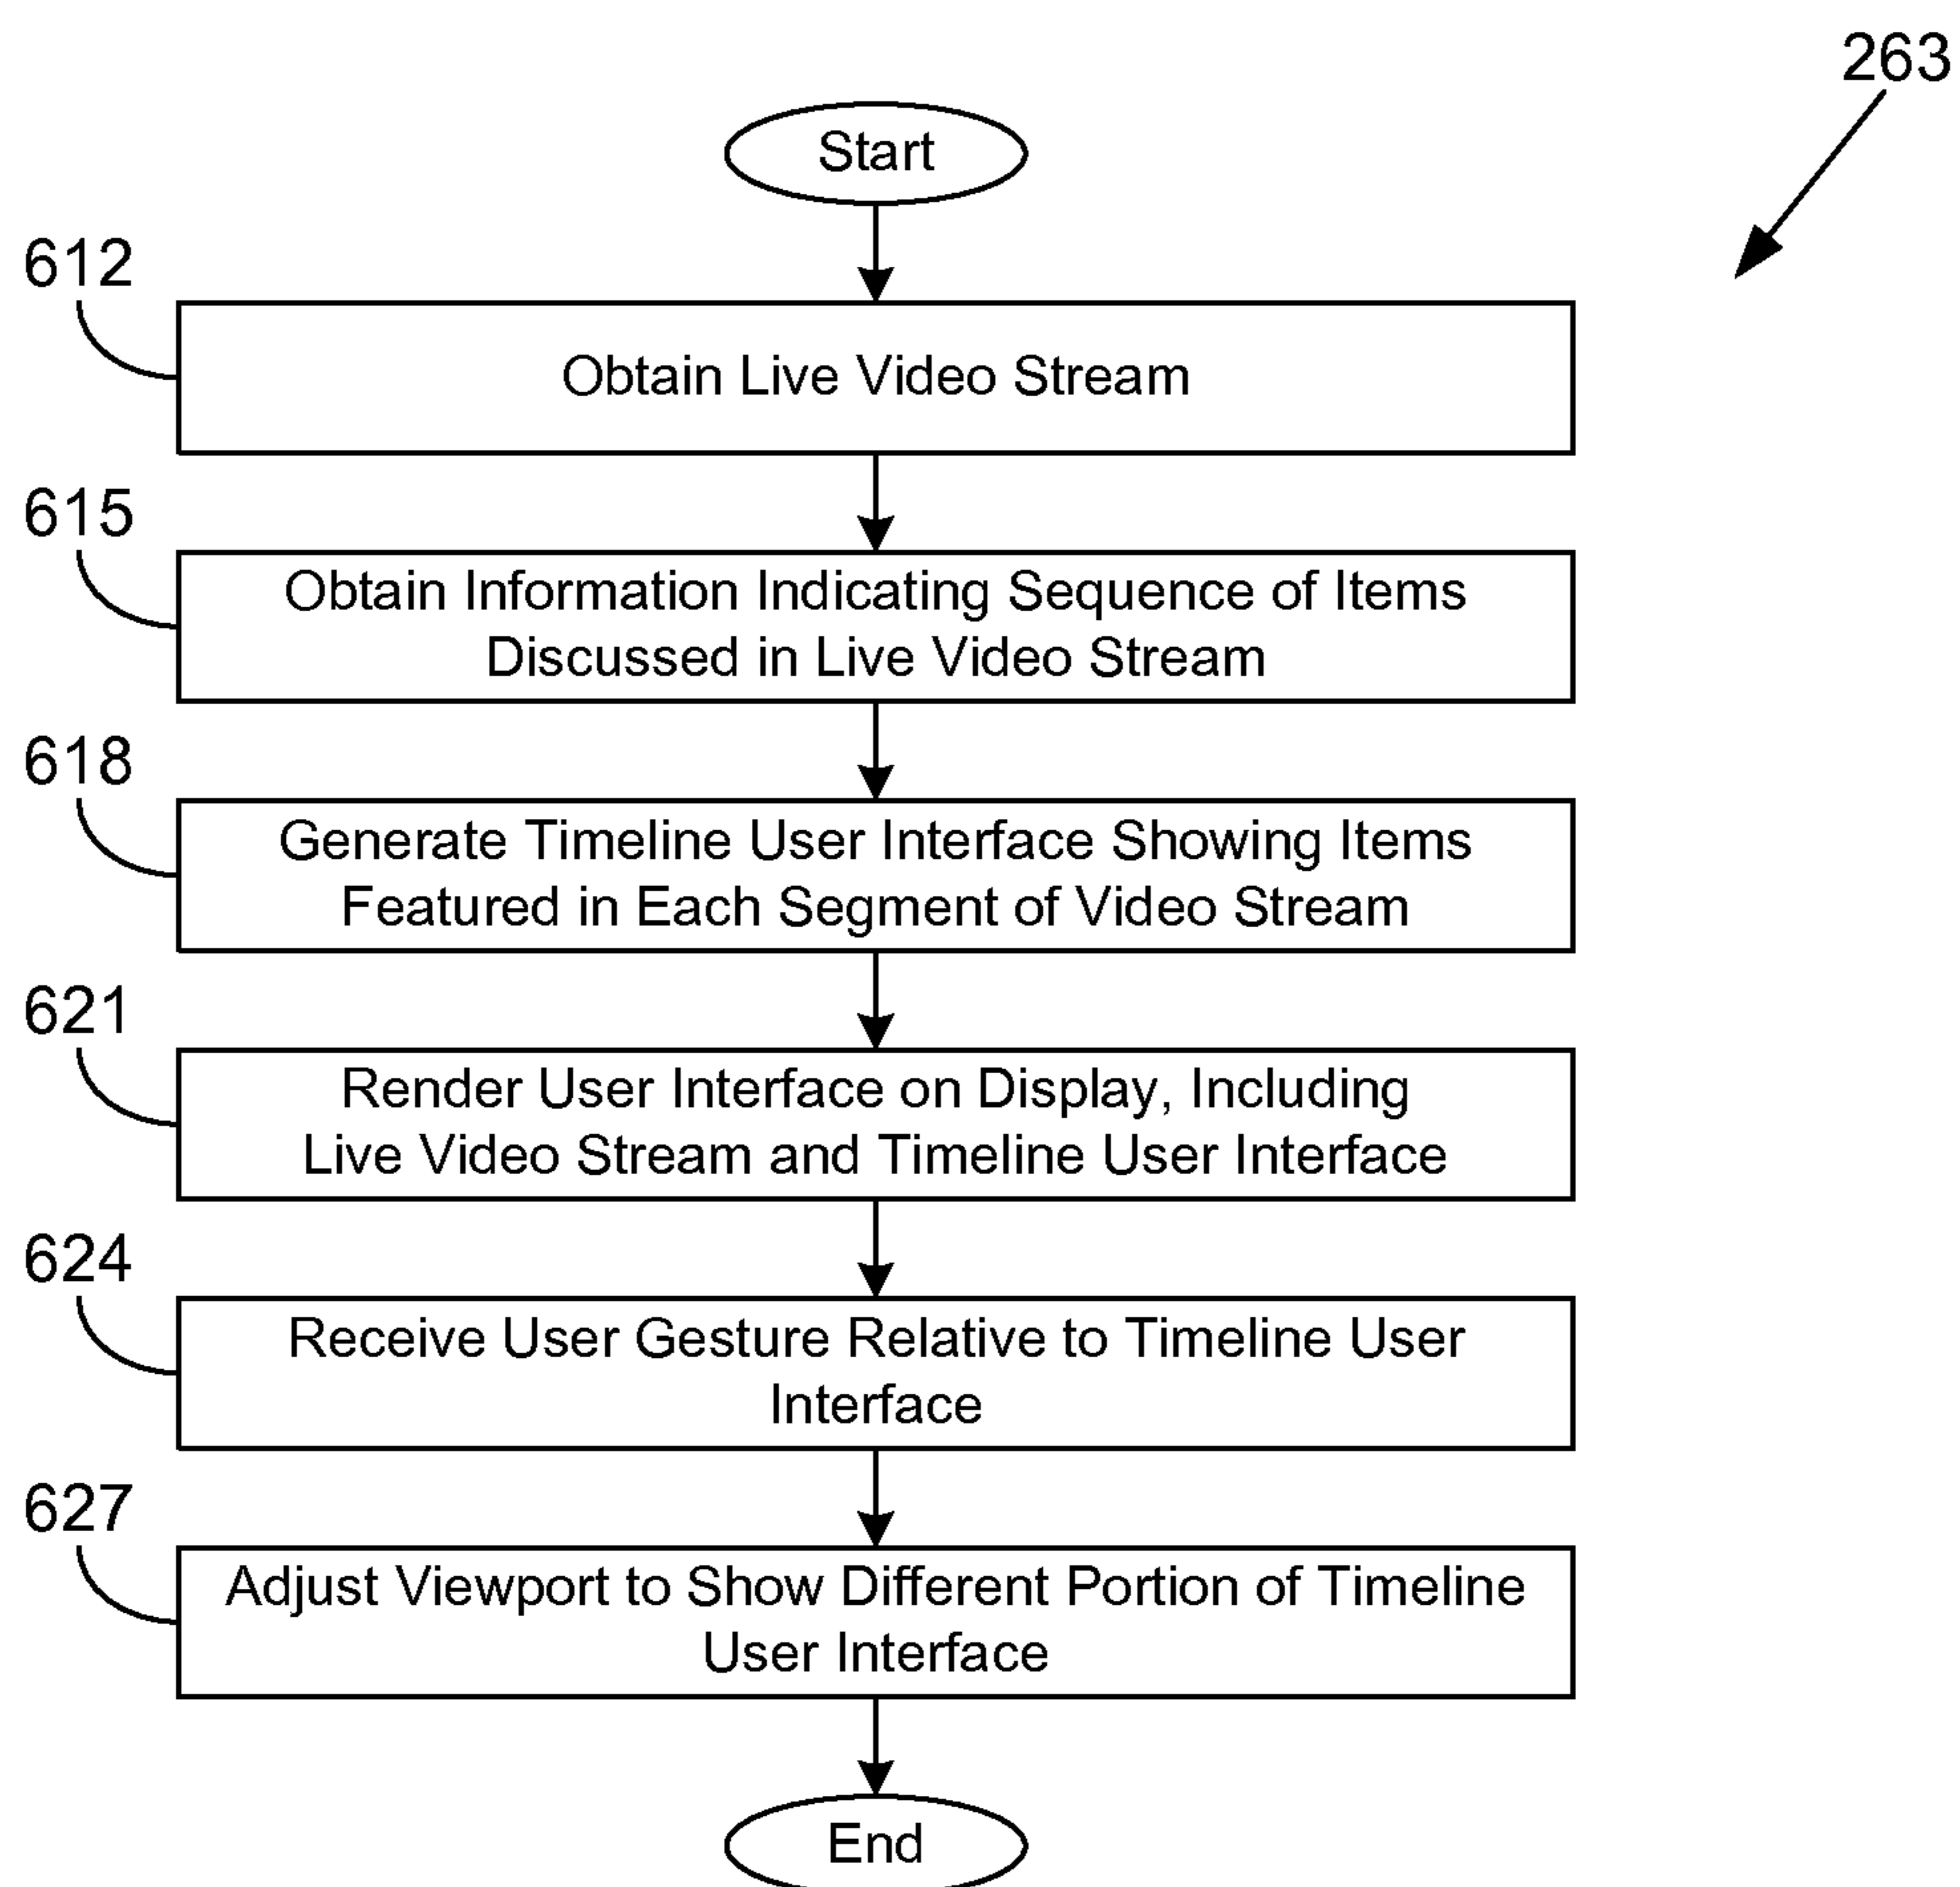 263
Start
612
Obtain Live Video Stream
615
Obtain Information Indicating Sequence of Items
Discussed in Live Video Stream
618
Generate Timeline User Interface Showing Items
Featured in Each Segment of Video Stream
621
Render User Interface on Display, Including
Live Video Stream and Timeline User Interface
624
Receive User Gesture Relative to Timeline User
Interface
627
Adjust Viewport to Show Different Portion of Timeline
User Interface
End